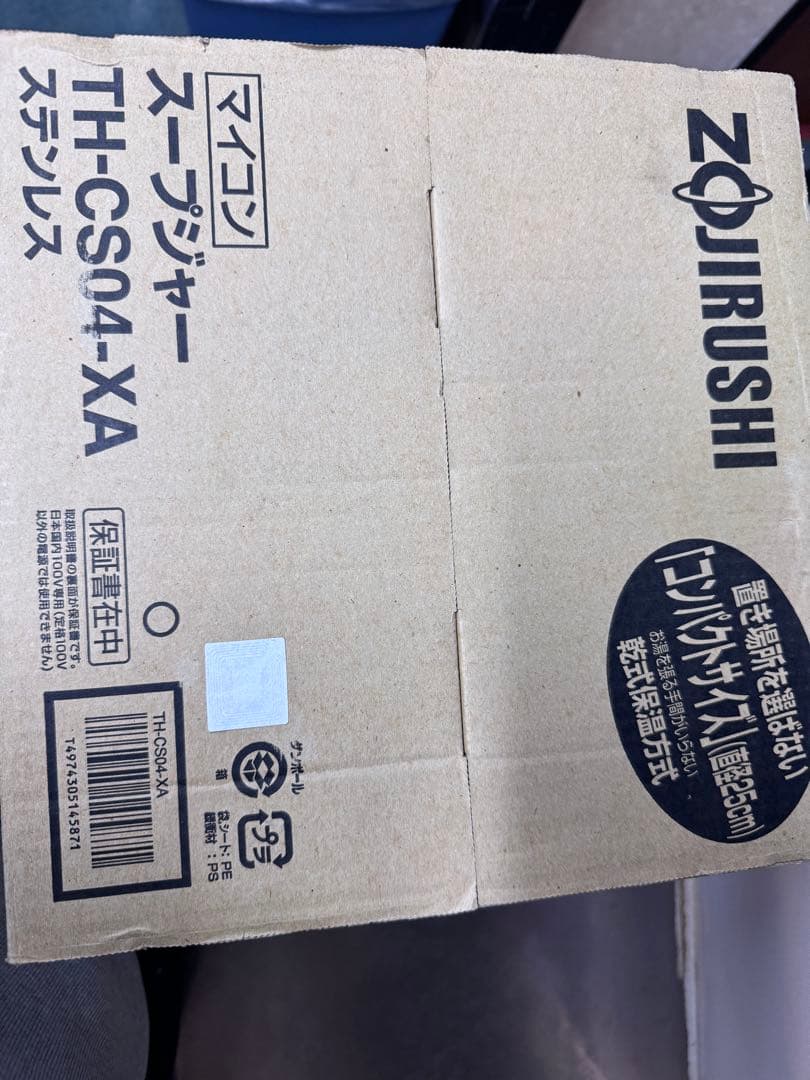 ZOJIRUSHI
置き場所を選ばない
「コンパクトサイズ」(直径25cm)
お湯を張る手間がいらない
乾式保温方式
マイコン
スープジャー
TH-CS04-XA
ステンレス
保証書在中
取扱説明書の裏面が保証書です。
日本国内100V専用(定格100V
以外の電源では使用できません)
TH-CS04-XA
T4974305145871
ダンボール
箱
プラ
袋、シート:PE
緩衝材:PS